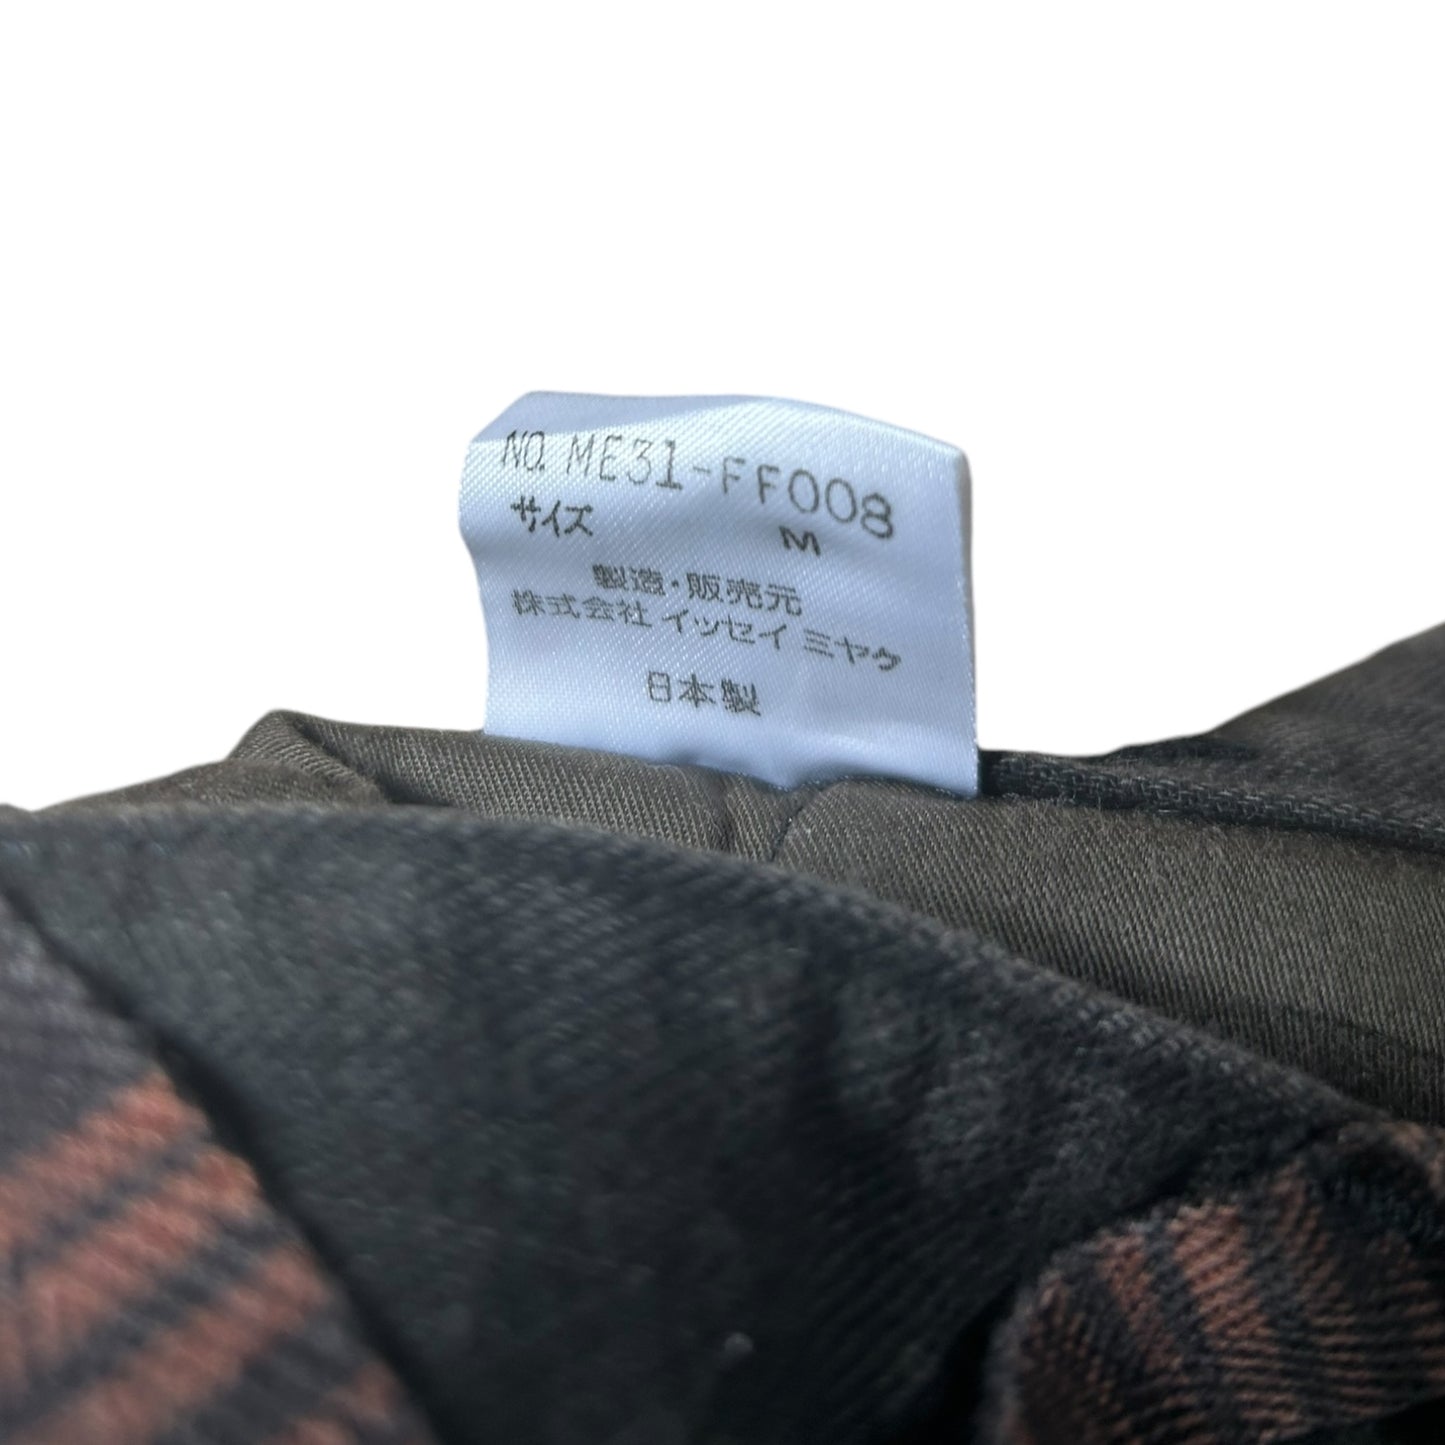 NO. ME31-FF008
サイズ M
製造・販売元
株式会社 イッセイ ミヤケ
日本製